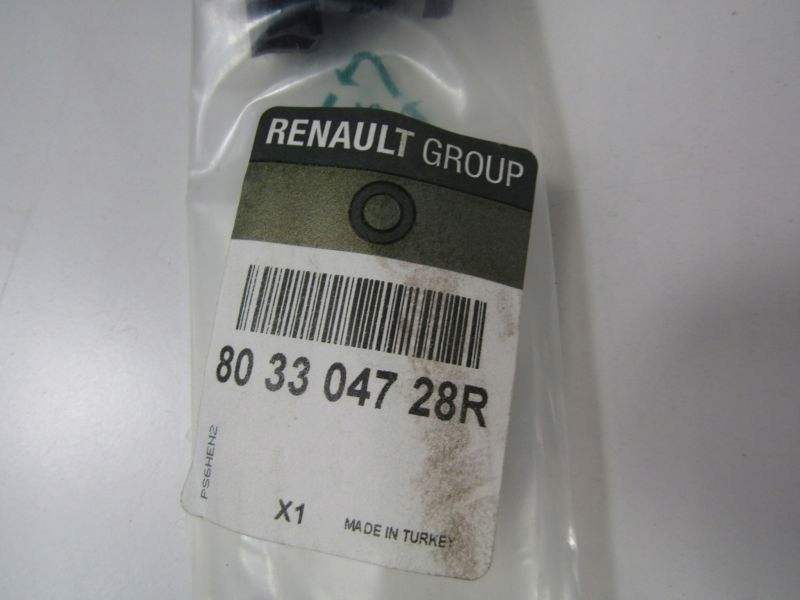 RENAULT GROUP
80 33 047 28R
PS6HEN2
X1
MADE IN TURKEY